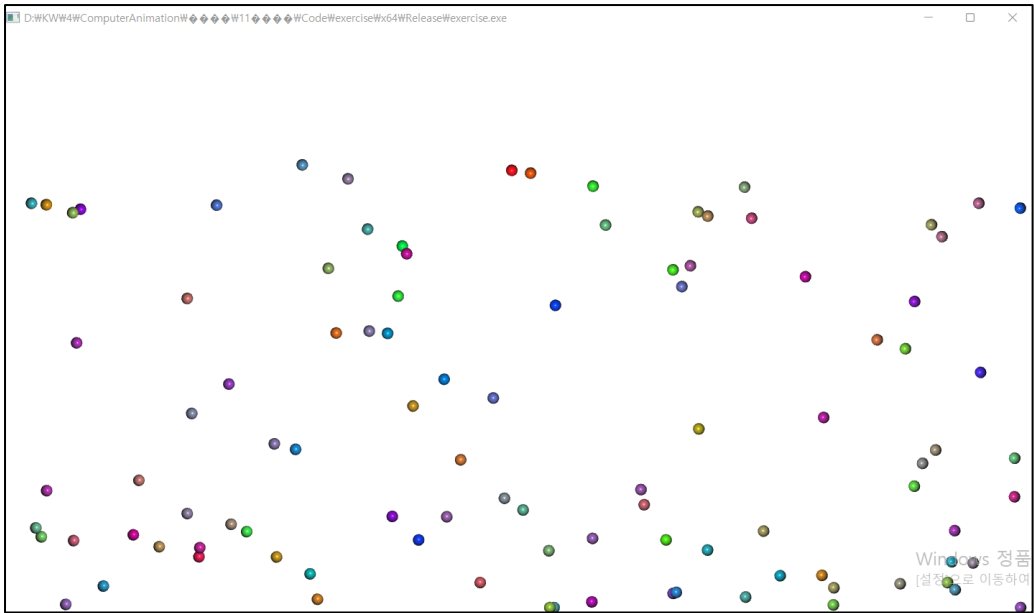 D:\KW\4\ComputerAnimation\����\11����\Code\exercise\x64\Release\exercise.exe
Windows 정품
[설정]으로 이동하여